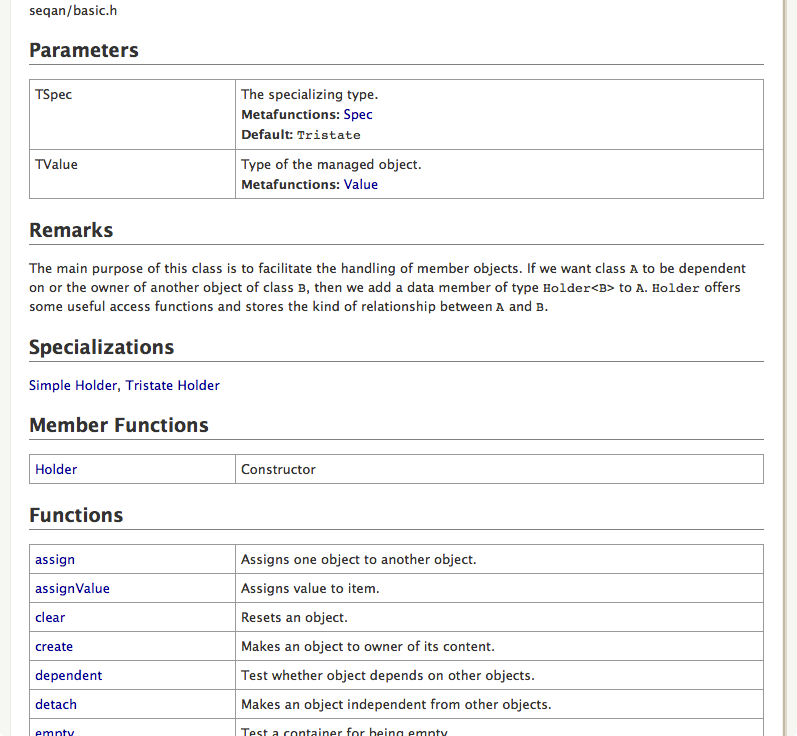 seqan/basic.h
Parameters
TSpec
The specializing type.
Metafunctions: Spec
Default: Tristate
TValue
Type of the managed object.
Metafunctions: Value
Remarks
The main purpose of this class is to facilitate the handling of member objects. If we want class A to be dependent
on or the owner of another object of class B, then we add a data member of type Holder<B> to A. Holder offers
some useful access functions and stores the kind of relationship between A and B.
Specializations
Simple Holder, Tristate Holder
Member Functions
Holder
Constructor
Functions
assign
Assigns one object to another object.
assignValue
Assigns value to item.
clear
Resets an object.
create
Makes an object to owner of its content.
dependent
Test whether object depends on other objects.
detach
Makes an object independent from other objects.
empty
Test a container for being empty.